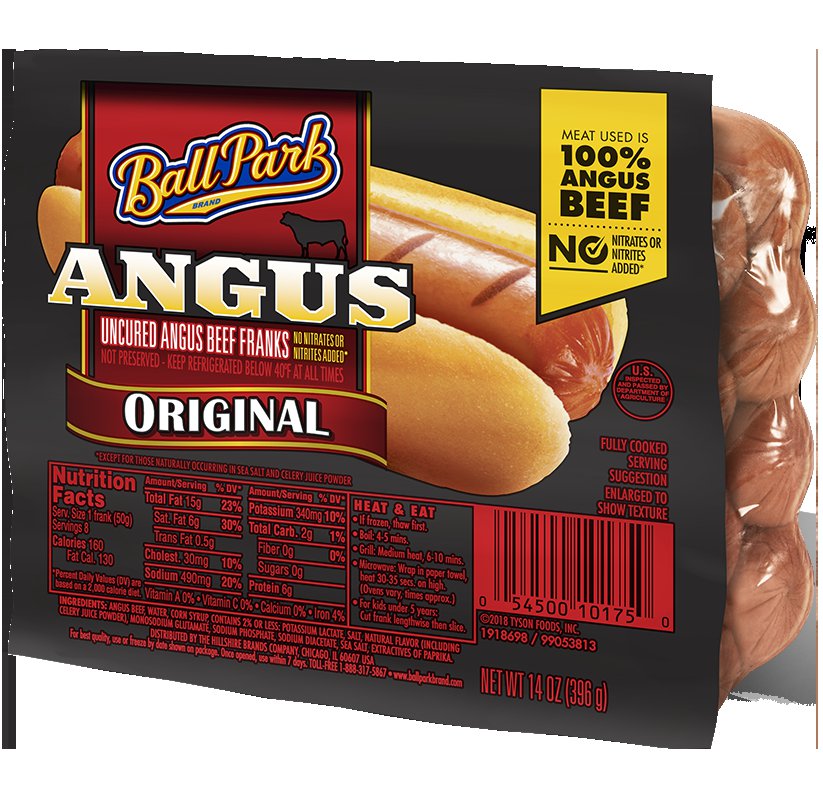 Ball Park
BRAND
ANGUS
UNCURED ANGUS BEEF FRANKS
NO NITRATES OR
NITRITES ADDED*
NOT PRESERVED - KEEP REFRIGERATED BELOW 40°F AT ALL TIMES
ORIGINAL
*EXCEPT FOR THOSE NATURALLY OCCURRING IN SEA SALT AND CELERY JUICE POWDER
MEAT USED IS
100%
ANGUS
BEEF
NO
NITRATES OR
NITRITES
ADDED*
U.S.
INSPECTED
AND PASSED BY
DEPARTMENT OF
AGRICULTURE
FULLY COOKED
SERVING
SUGGESTION
ENLARGED TO
SHOW TEXTURE
Nutrition
Facts
Serv. Size 1 frank (50g)
Servings 8
Calories 160
Fat Cal. 130
*Percent Daily Values (DV) are
based on a 2,000 calorie diet.
Amount/Serving % DV*
Total Fat 15g 23%
Sat. Fat 6g 30%
Trans Fat 0.5g
Cholest. 30mg 10%
Sodium 490mg 20%
Amount/Serving % DV*
Potassium 340mg 10%
Total Carb. 2g 1%
Fiber 0g 0%
Sugars 0g
Protein 6g
Vitamin A 0% • Vitamin C 0% • Calcium 0% • Iron 4%
HEAT & EAT
• If frozen, thaw first.
• Boil: 4-5 mins.
• Grill: Medium heat, 6-10 mins.
• Microwave: Wrap in paper towel,
heat 30-35 secs. on high.
(Ovens vary, times approx.)
• For kids under 5 years:
Cut frank lengthwise then slice.
0 54500 10175 0
©2018 TYSON FOODS, INC.
1918698 / 99053813
INGREDIENTS: ANGUS BEEF, WATER, CORN SYRUP, CONTAINS 2% OR LESS: POTASSIUM LACTATE, SALT, NATURAL FLAVOR (INCLUDING
CELERY JUICE POWDER), MONOSODIUM GLUTAMATE, SODIUM PHOSPHATE, SODIUM DIACETATE, SEA SALT, EXTRACTIVES OF PAPRIKA.
DISTRIBUTED BY THE HILLSHIRE BRANDS COMPANY, CHICAGO, IL 60607 USA
For best quality, use or freeze by date shown on package. Once opened, use within 7 days. TOLL-FREE 1-888-317-5867 • www.ballparkbrand.com
NET WT 14 OZ (396 g)